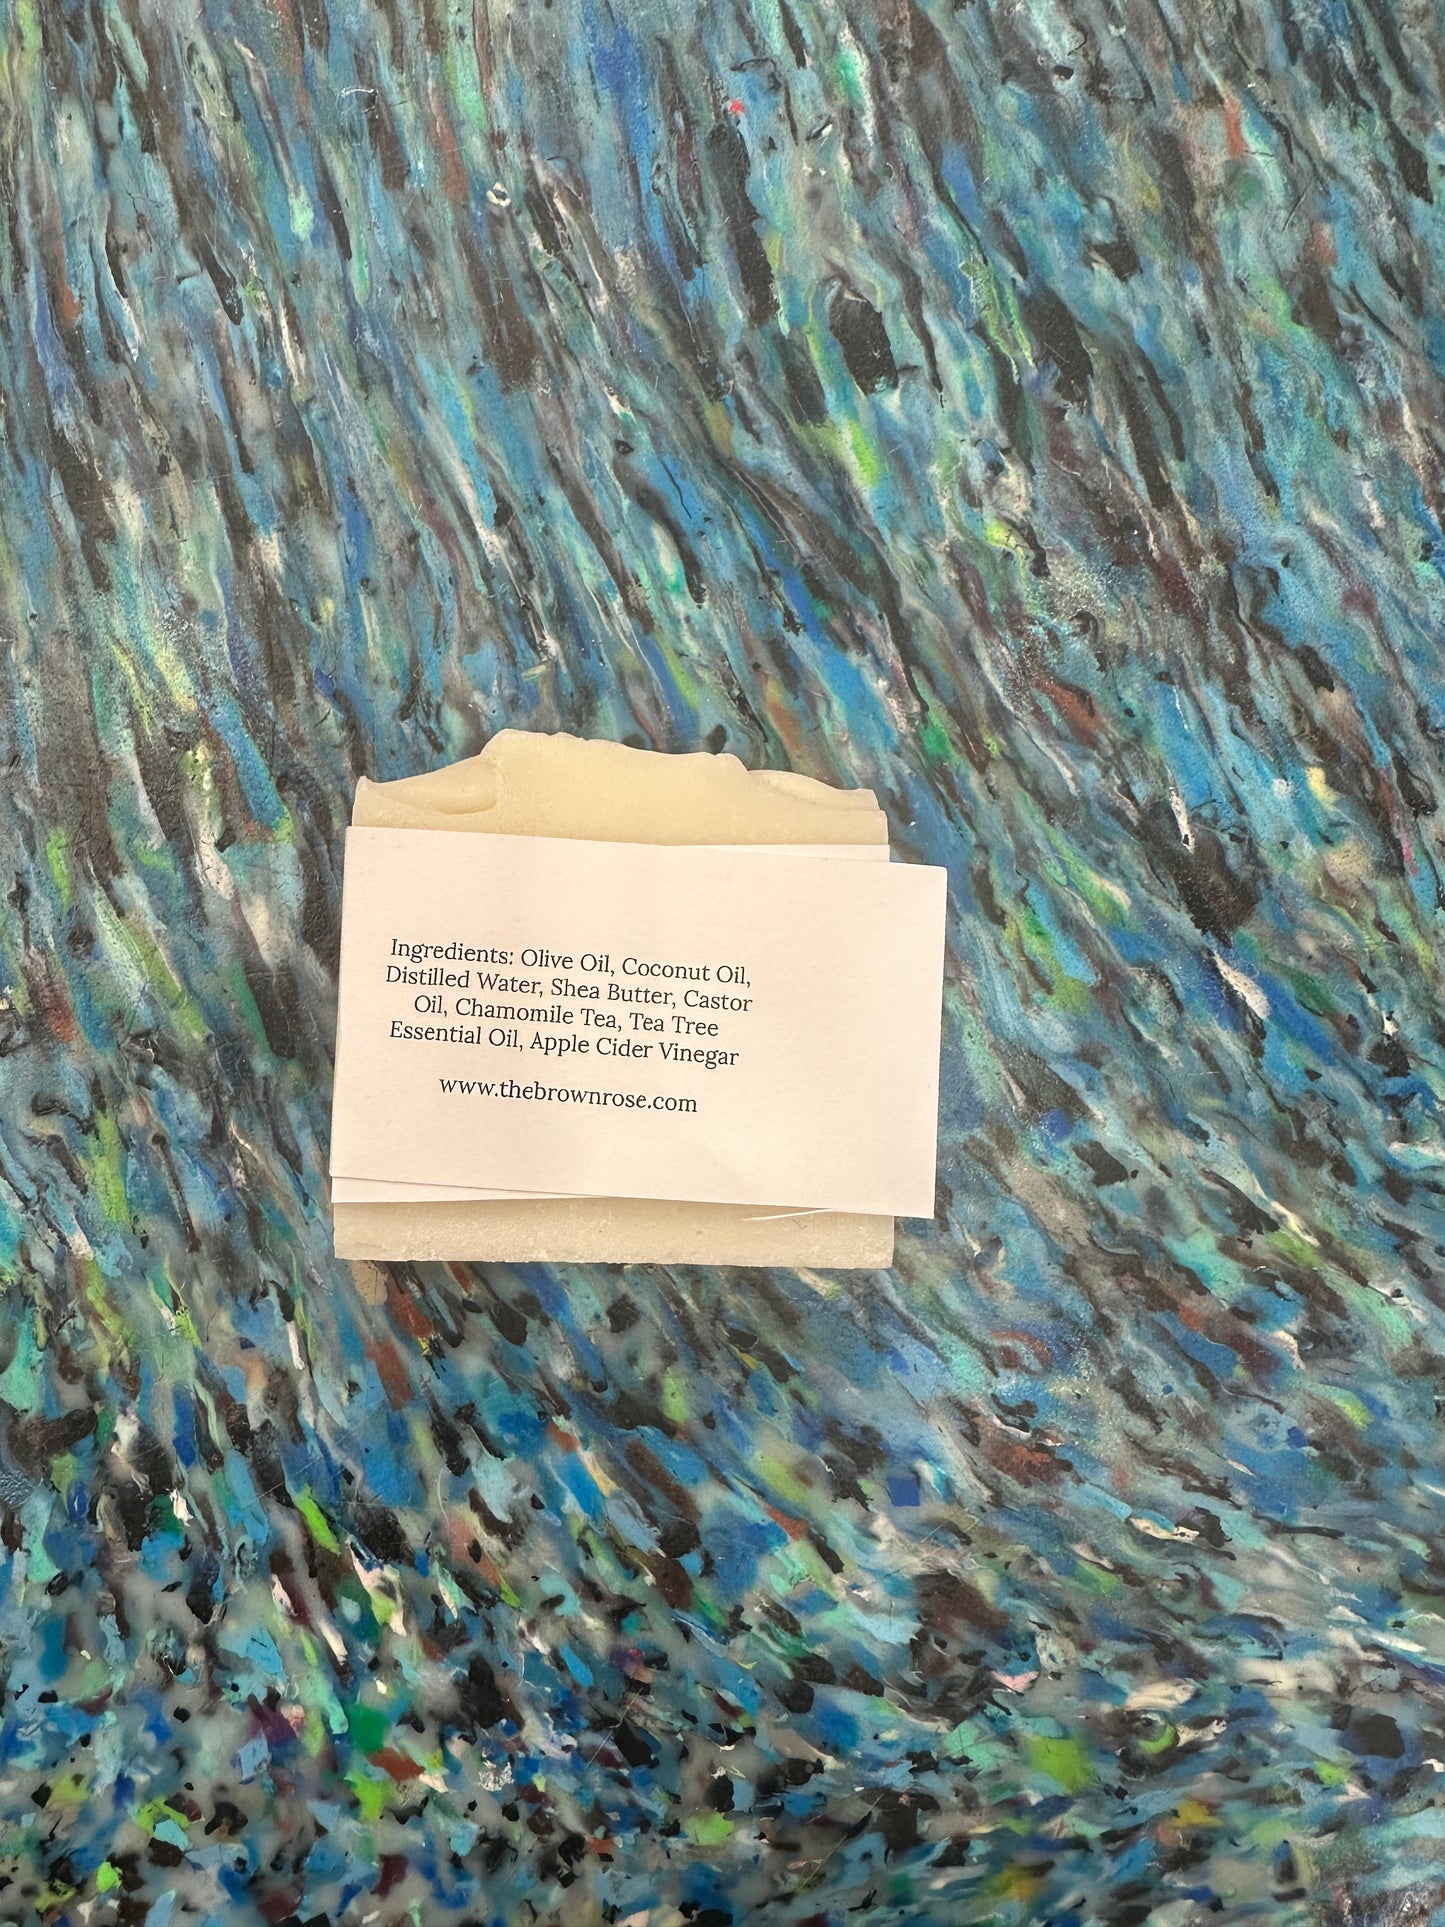 Ingredients: Olive Oil, Coconut Oil,
Distilled Water, Shea Butter, Castor
Oil, Chamomile Tea, Tea Tree
Essential Oil, Apple Cider Vinegar
www.thebrownrose.com